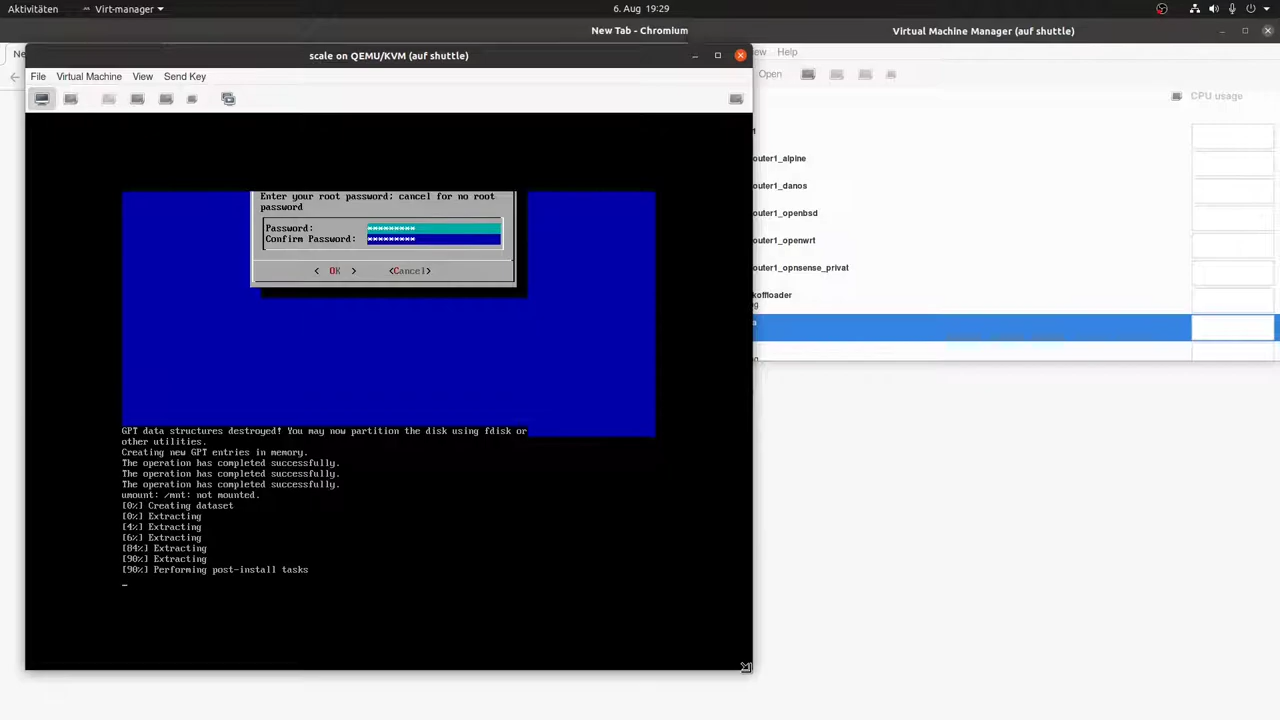 Aktivitäten
Virt-manager
6. Aug 19:29
New Tab - Chromium
Virtual Machine Manager (auf shuttle)
Ne
scale on QEMU/KVM (auf shuttle)
Help
File
Virtual Machine
View
Send Key
Open
CPU usage
outer1_alpine
outer1_danos
outer1_openbsd
outer1_openwrt
outer1_opnsense_privat
koffloader
Enter your root password; cancel for no root
password
Password: *********
Confirm Password: *********
< OK >
<Cancel>
GPT data structures destroyed! You may now partition the disk using fdisk or
other utilities.
Creating new GPT entries in memory.
The operation has completed successfully.
The operation has completed successfully.
The operation has completed successfully.
umount: /mnt: not mounted.
[0%] Creating dataset
[0%] Extracting
[4%] Extracting
[6%] Extracting
[84%] Extracting
[90%] Extracting
[90%] Performing post-install tasks